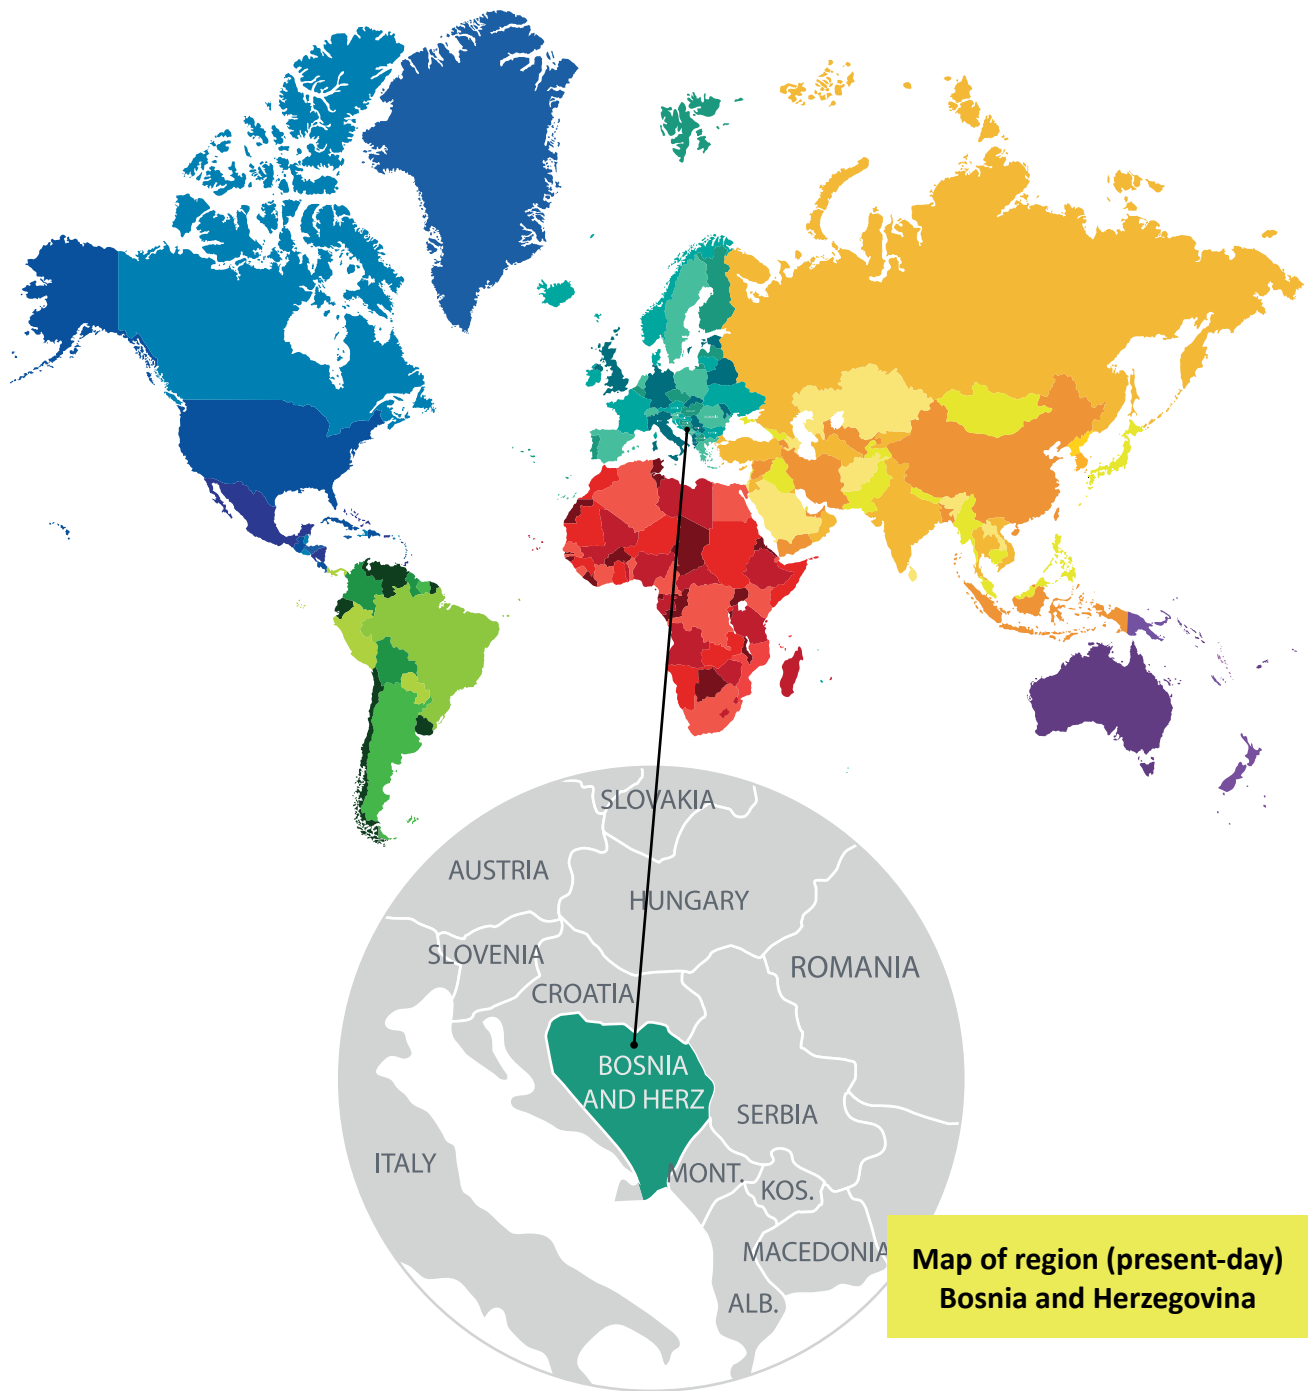 SLOVAKIA
AUSTRIA
HUNGARY
SLOVENIA
ROMANIA
CROATIA
BOSNIA
AND HERZ
SERBIA
ITALY
MONT.
KOS.
MACEDONIA
ALB.
Map of region (present-day)
Bosnia and Herzegovina